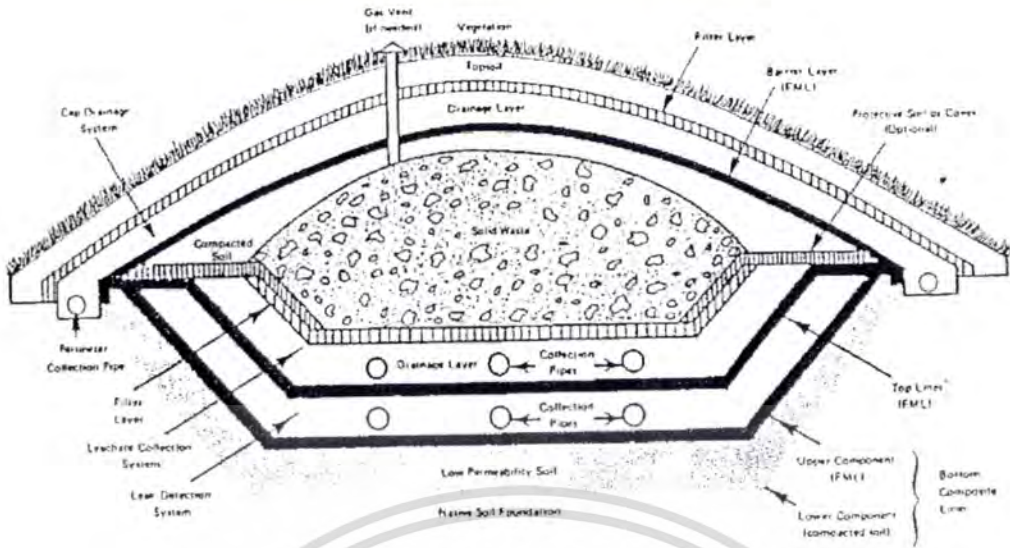 Gas Vent
(if needed)
Vegetation
Filter Layer
Topsoil
Barrier Layer
(FML)
Drainage Layer
Cap Drainage
System
Protective Soil or Cover
(Optional)
Solid Waste
Compacted
Soil
Perimeter
Collection Pipe
Drainage Layer
Collection
Pipes
Top Liner
(FML)
Filter
Layer
Collection
Pipes
Leachate Collection
System
Upper Component
(FML)
Low Permeability Soil
Bottom
Composite
Liner
Leak Detection
System
Native Soil Foundation
Lower Component
(compacted soil)